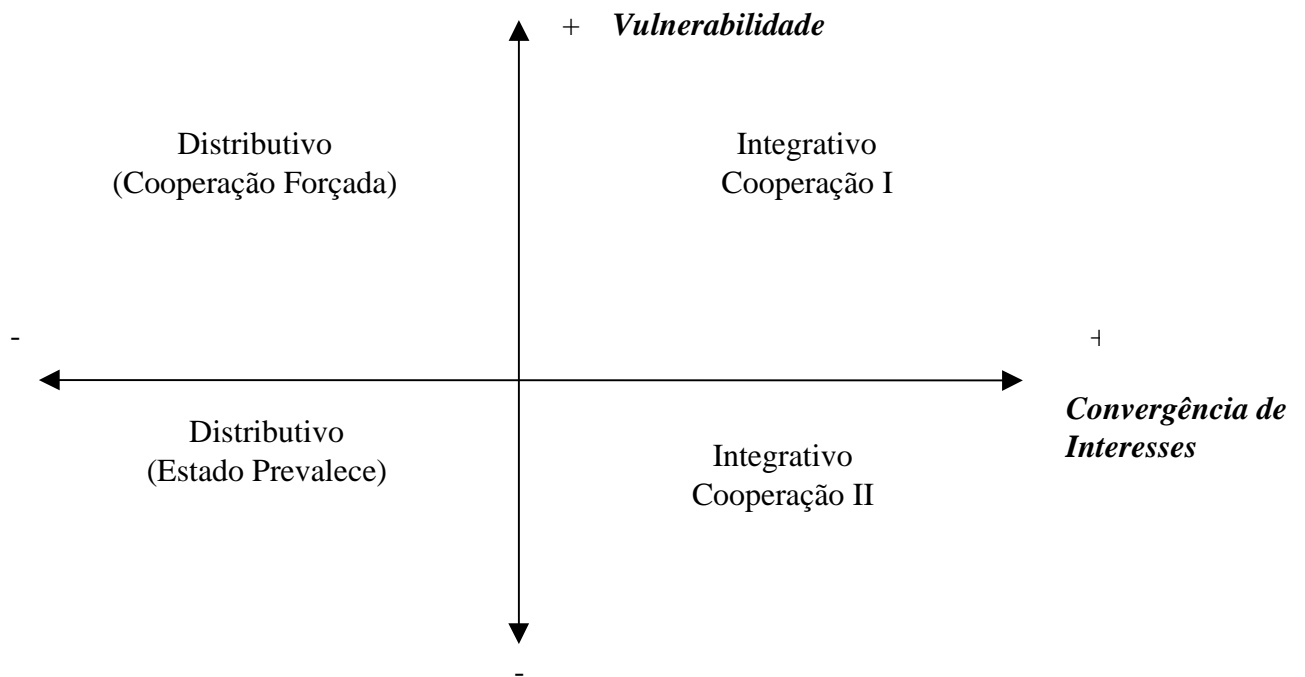 + Vulnerabilidade
Distributivo
(Cooperação Forçada)
Integrativo
Cooperação I
-
+
Convergência de
Interesses
Distributivo
(Estado Prevalece)
Integrativo
Cooperação II
-